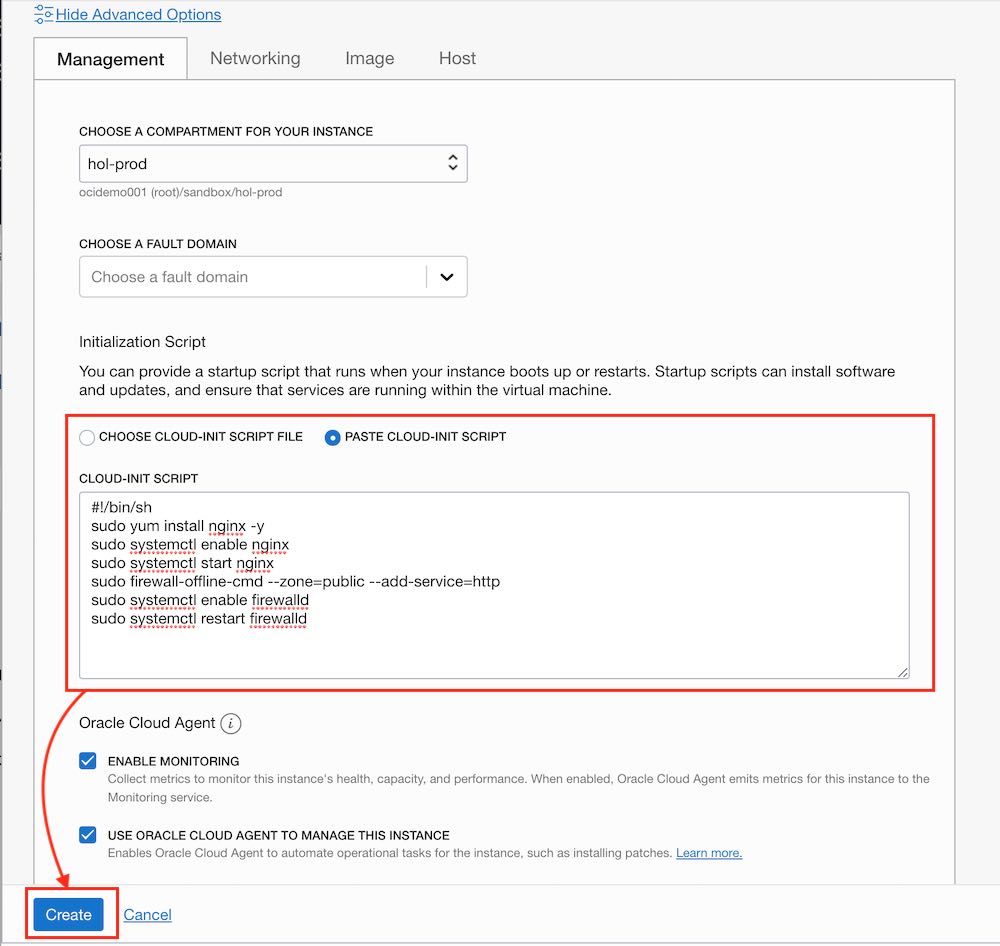 Hide Advanced Options
Management Networking Image Host
CHOOSE A COMPARTMENT FOR YOUR INSTANCE
hol-prod
ocidemo001 (root)/sandbox/hol-prod
CHOOSE A FAULT DOMAIN
Choose a fault domain
Initialization Script
You can provide a startup script that runs when your instance boots up or restarts. Startup scripts can install software
and updates, and ensure that services are running within the virtual machine.
CHOOSE CLOUD-INIT SCRIPT FILE PASTE CLOUD-INIT SCRIPT
CLOUD-INIT SCRIPT
#!/bin/sh
sudo yum install nginx -y
sudo systemctl enable nginx
sudo systemctl start nginx
sudo firewall-offline-cmd --zone=public --add-service=http
sudo systemctl enable firewalld
sudo systemctl restart firewalld
Oracle Cloud Agent i
ENABLE MONITORING
Collect metrics to monitor this instance's health, capacity, and performance. When enabled, Oracle Cloud Agent emits metrics for this instance to the
Monitoring service.
USE ORACLE CLOUD AGENT TO MANAGE THIS INSTANCE
Enables Oracle Cloud Agent to automate operational tasks for the instance, such as installing patches. Learn more.
Create Cancel